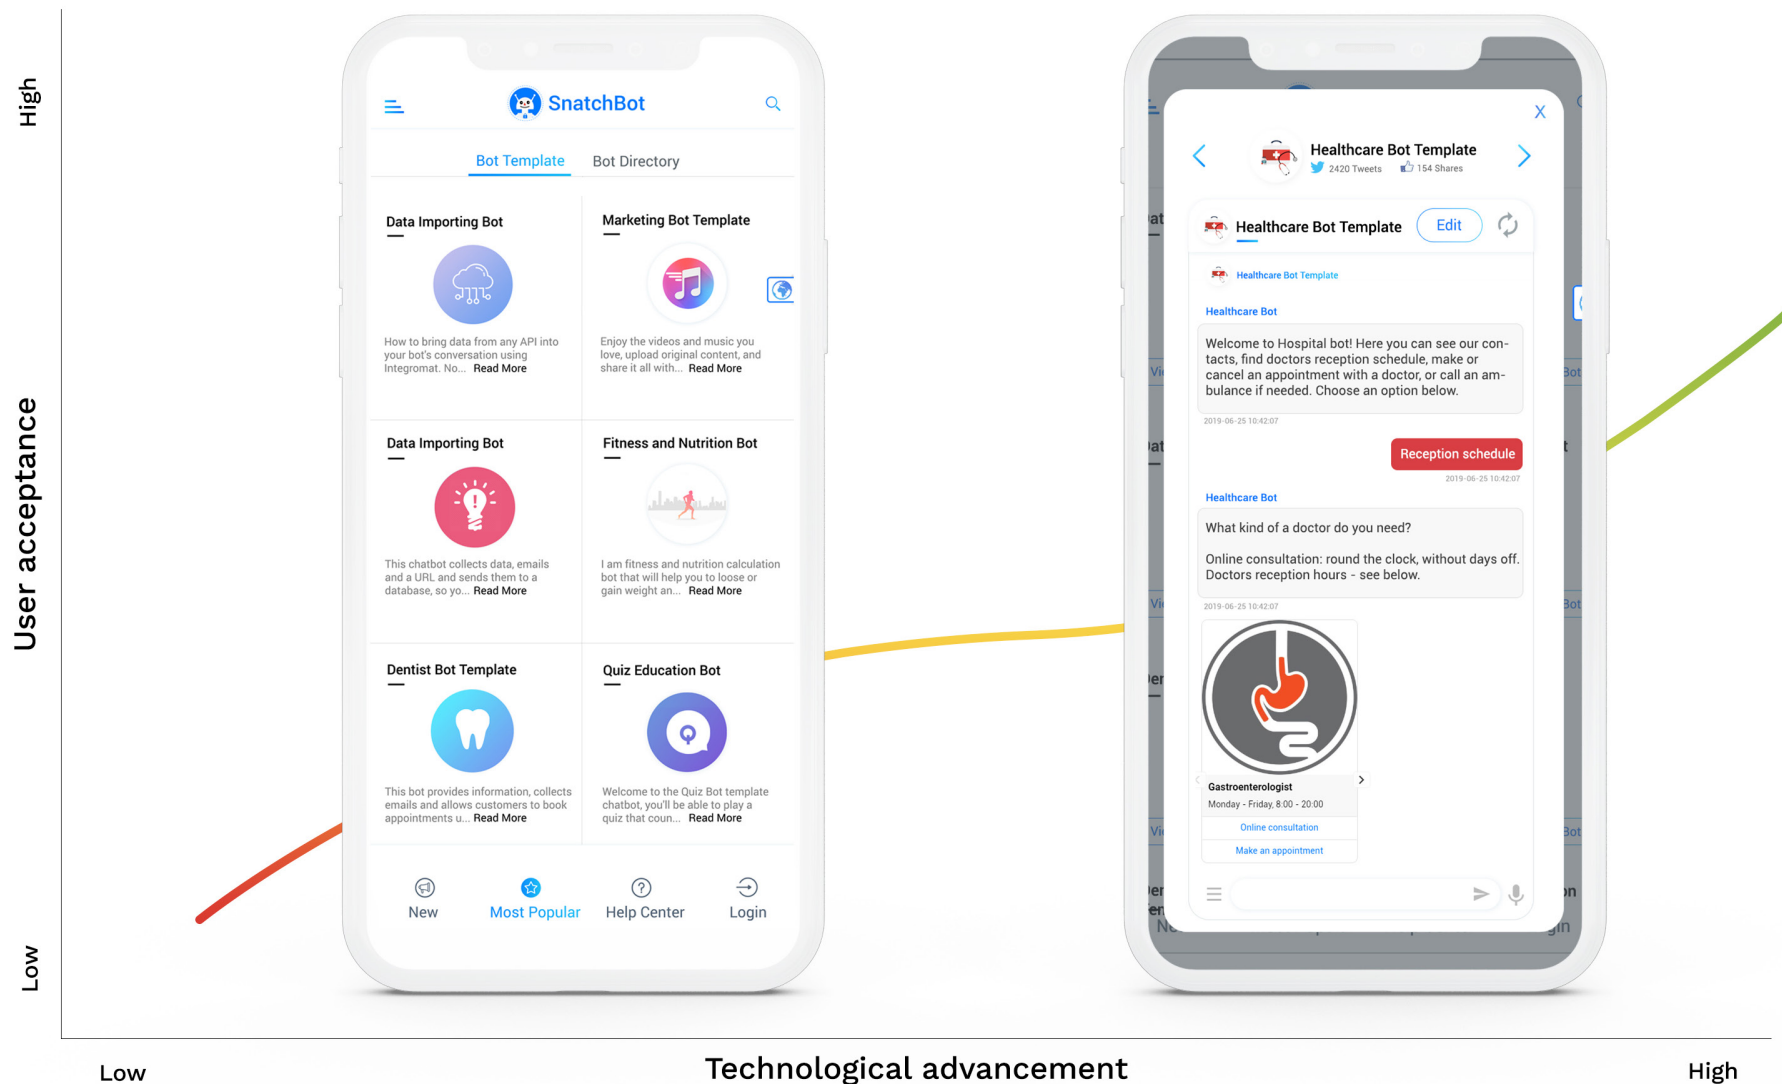 High
User acceptance
Low
Low
Technological advancement
High
SnatchBot
Bot Template
Bot Directory
Data Importing Bot
How to bring data from any API into
your bot's conversation using
Integromat. No... Read More
Marketing Bot Template
Enjoy the videos and music you
love, upload original content, and
share it all with... Read More
Data Importing Bot
This chatbot collects data, emails
and a URL and sends them to a
database, so yo... Read More
Fitness and Nutrition Bot
I am fitness and nutrition calculation
bot that will help you to loose or
gain weight an... Read More
Dentist Bot Template
This bot provides information, collects
emails and allows customers to book
appointments u... Read More
Quiz Education Bot
Welcome to the Quiz Bot template
chatbot, you'll be able to play a
quiz that coun... Read More
New
Most Popular
Help Center
Login
X
Healthcare Bot Template
2420 Tweets
154 Shares
Healthcare Bot Template
Edit
Healthcare Bot Template
Healthcare Bot
Welcome to Hospital bot! Here you can see our con-
tacts, find doctors reception schedule, make or
cancel an appointment with a doctor, or call an am-
bulance if needed. Choose an option below.
2019-06-25 10:42:07
Reception schedule
2019-06-25 10:42:07
Healthcare Bot
What kind of a doctor do you need?
Online consultation: round the clock, without days off.
Doctors reception hours - see below.
2019-06-25 10:42:07
Gastroenterologist
Monday - Friday, 8:00 - 20:00
Online consultation
Make an appointment